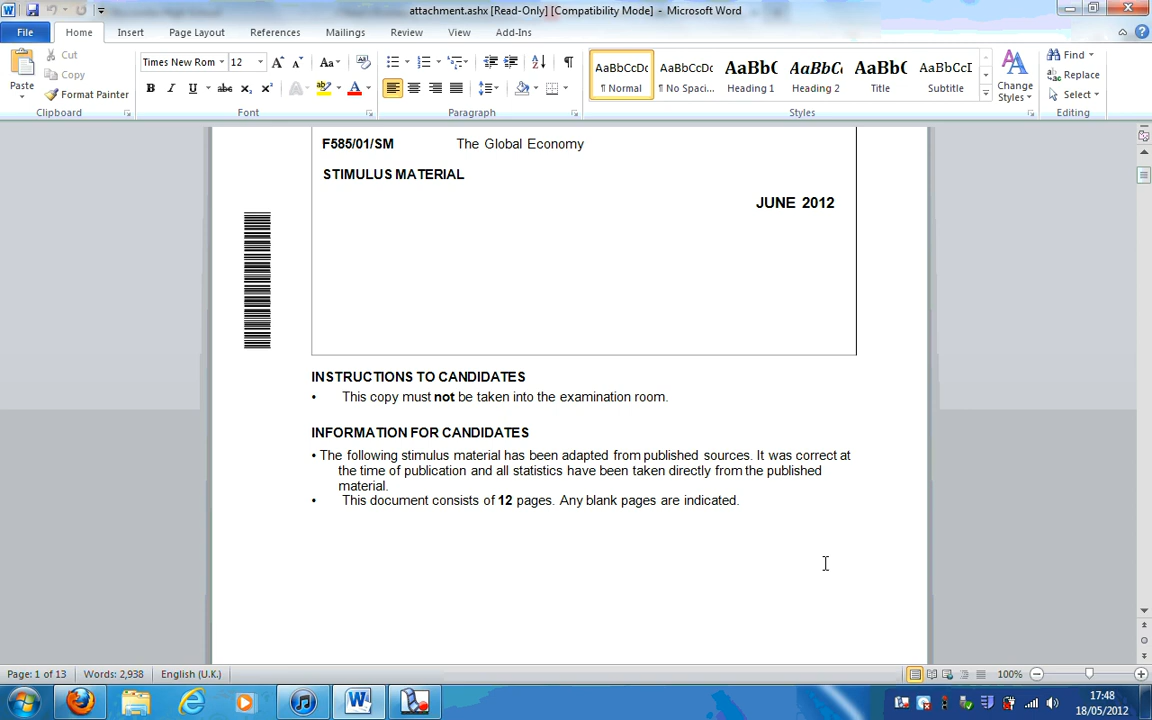 attachment.ashx [Read-Only] [Compatibility Mode] - Microsoft Word
File Home Insert Page Layout References Mailings Review View Add-Ins
Paste
Cut
Copy
Format Painter
Times New Rom 12
Aa
B I U abc x₂ x²
A
AaBbCcDc AaBbCcDc AaBbC AaBbCc AaBbC AaBbCcI
¶ Normal ¶ No Spaci... Heading 1 Heading 2 Title Subtitle
Change
Styles
Find
Replace
Select
Clipboard Font Paragraph Styles Editing
F585/01/SM The Global Economy
STIMULUS MATERIAL
JUNE 2012
INSTRUCTIONS TO CANDIDATES
• This copy must not be taken into the examination room.
INFORMATION FOR CANDIDATES
• The following stimulus material has been adapted from published sources. It was correct at
the time of publication and all statistics have been taken directly from the published
material.
• This document consists of 12 pages. Any blank pages are indicated.
Page: 1 of 13 Words: 2,938 English (U.K.) 100%
17:48
18/05/2012